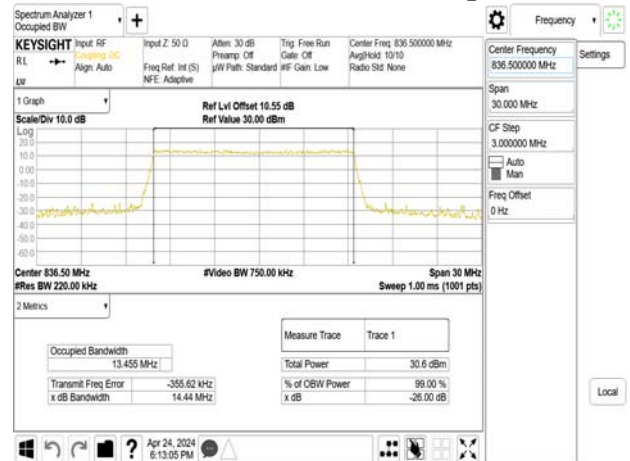 Spectrum Analyzer 1
Occupied BW
Frequency
KEYSIGHT Input: RF Input Z: 50 Ω Atten: 30 dB Trig: Free Run Center Freq: 836.500000 MHz
RL Coupling: DC Preamp: Off Gate: Off Avg|Hold: 10/10
Align: Auto Freq Ref: Int (S) µW Path: Standard #IF Gain: Low Radio Std: None
NFE: Adaptive
Center Frequency
836.500000 MHz
Settings
Span
30.000 MHz
CF Step
3.000000 MHz
Auto
Man
Freq Offset
0 Hz
Local
1 Graph
Ref Lvl Offset 10.55 dB
Scale/Div 10.0 dB Ref Value 30.00 dBm
Log
20.0
10.0
0.00
-10.0
-20.0
-30.0
-40.0
-50.0
-60.0
Center 836.50 MHz #Video BW 750.00 kHz Span 30 MHz
#Res BW 220.00 kHz Sweep 1.00 ms (1001 pts)
2 Metrics
Measure Trace Trace 1
Occupied Bandwidth
13.455 MHz
Total Power 30.6 dBm
Transmit Freq Error -355.62 kHz % of OBW Power 99.00 %
x dB Bandwidth 14.44 MHz x dB -26.00 dB
Apr 24, 2024
6:13:05 PM